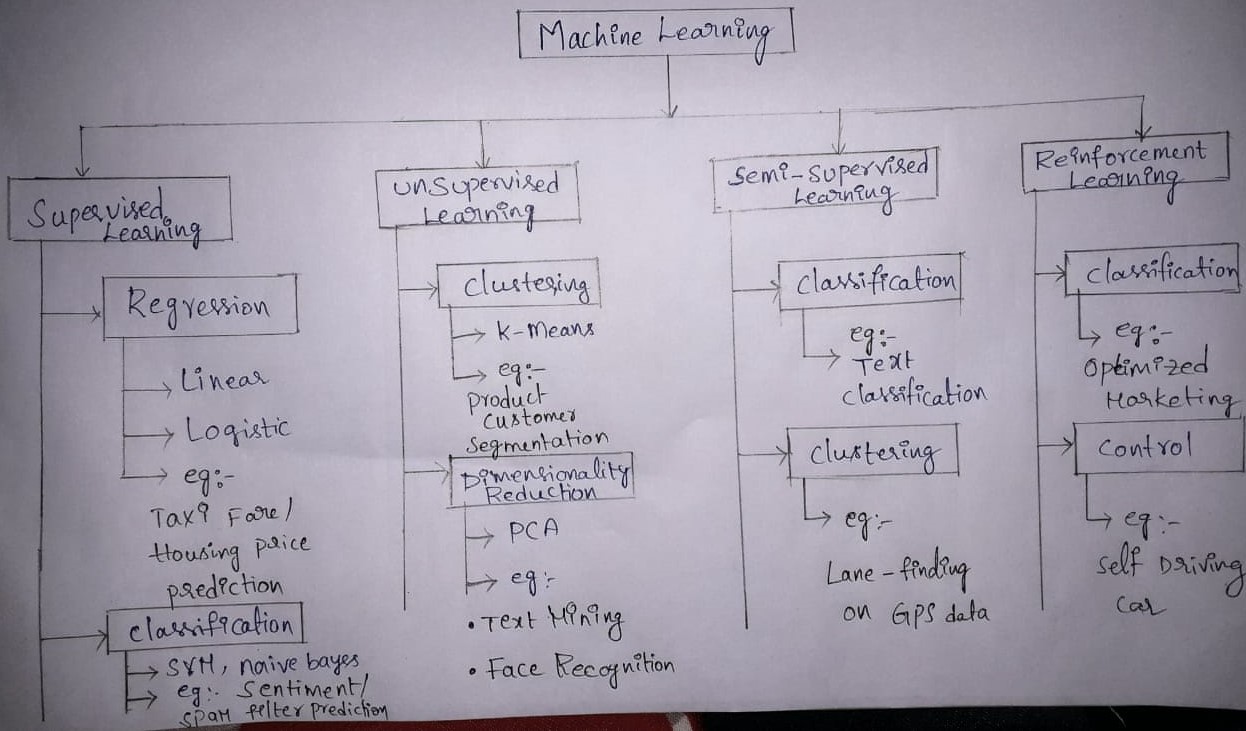 Machine Learning
Supervised
Learning
Regression
Linear
Logistic
eg:-
Taxi Fare/
Housing price
prediction
classification
SVM, naive bayes
eg:- Sentiment/
SPAM filter prediction
unsupervised
Learning
clustering
K-Means
eg:-
Product
Customer
Segmentation
Dimensionality
Reduction
PCA
eg:-
• Text Mining
• Face Recognition
Semi-Supervised
Learning
classification
eg:-
Text
classification
clustering
eg:-
Lane-finding
on GPS data
Reinforcement
Learning
classification
eg:-
Optimized
Marketing
Control
eg:-
Self Driving
Car